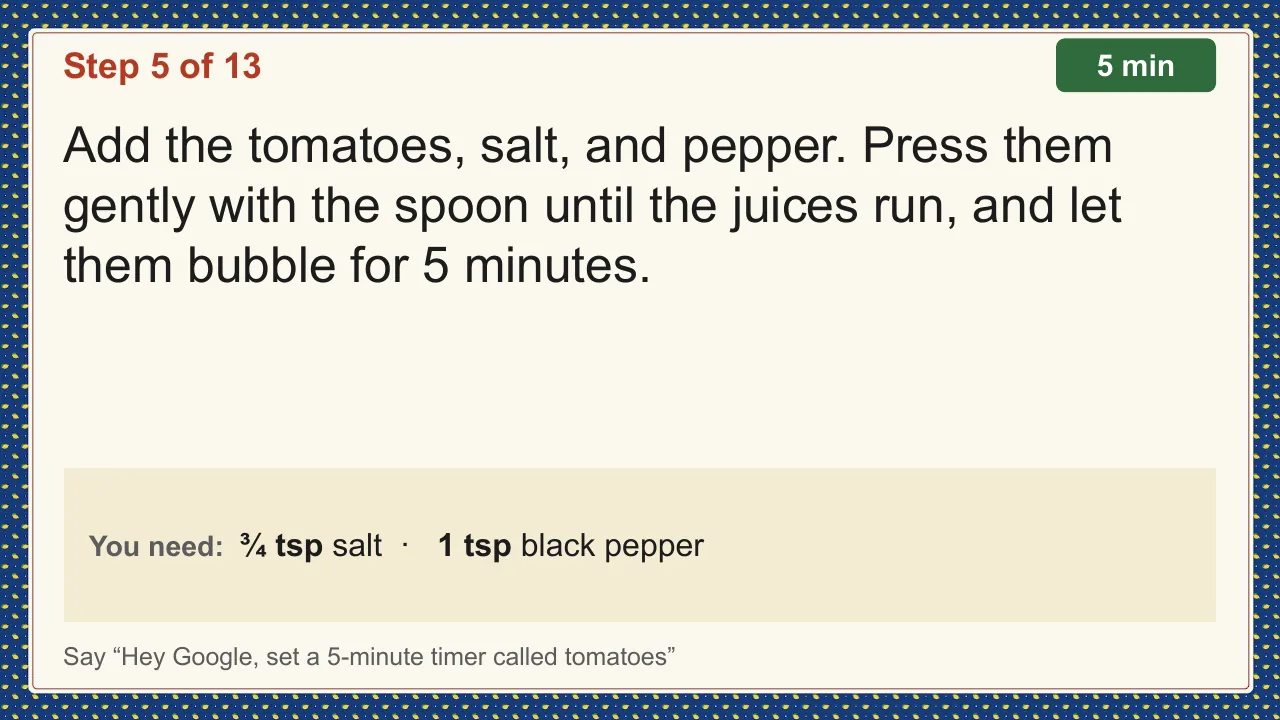 Step 5 of 13
5 min
Add the tomatoes, salt, and pepper. Press them
gently with the spoon until the juices run, and let
them bubble for 5 minutes.
You need: ¾ tsp salt · 1 tsp black pepper
Say “Hey Google, set a 5-minute timer called tomatoes”